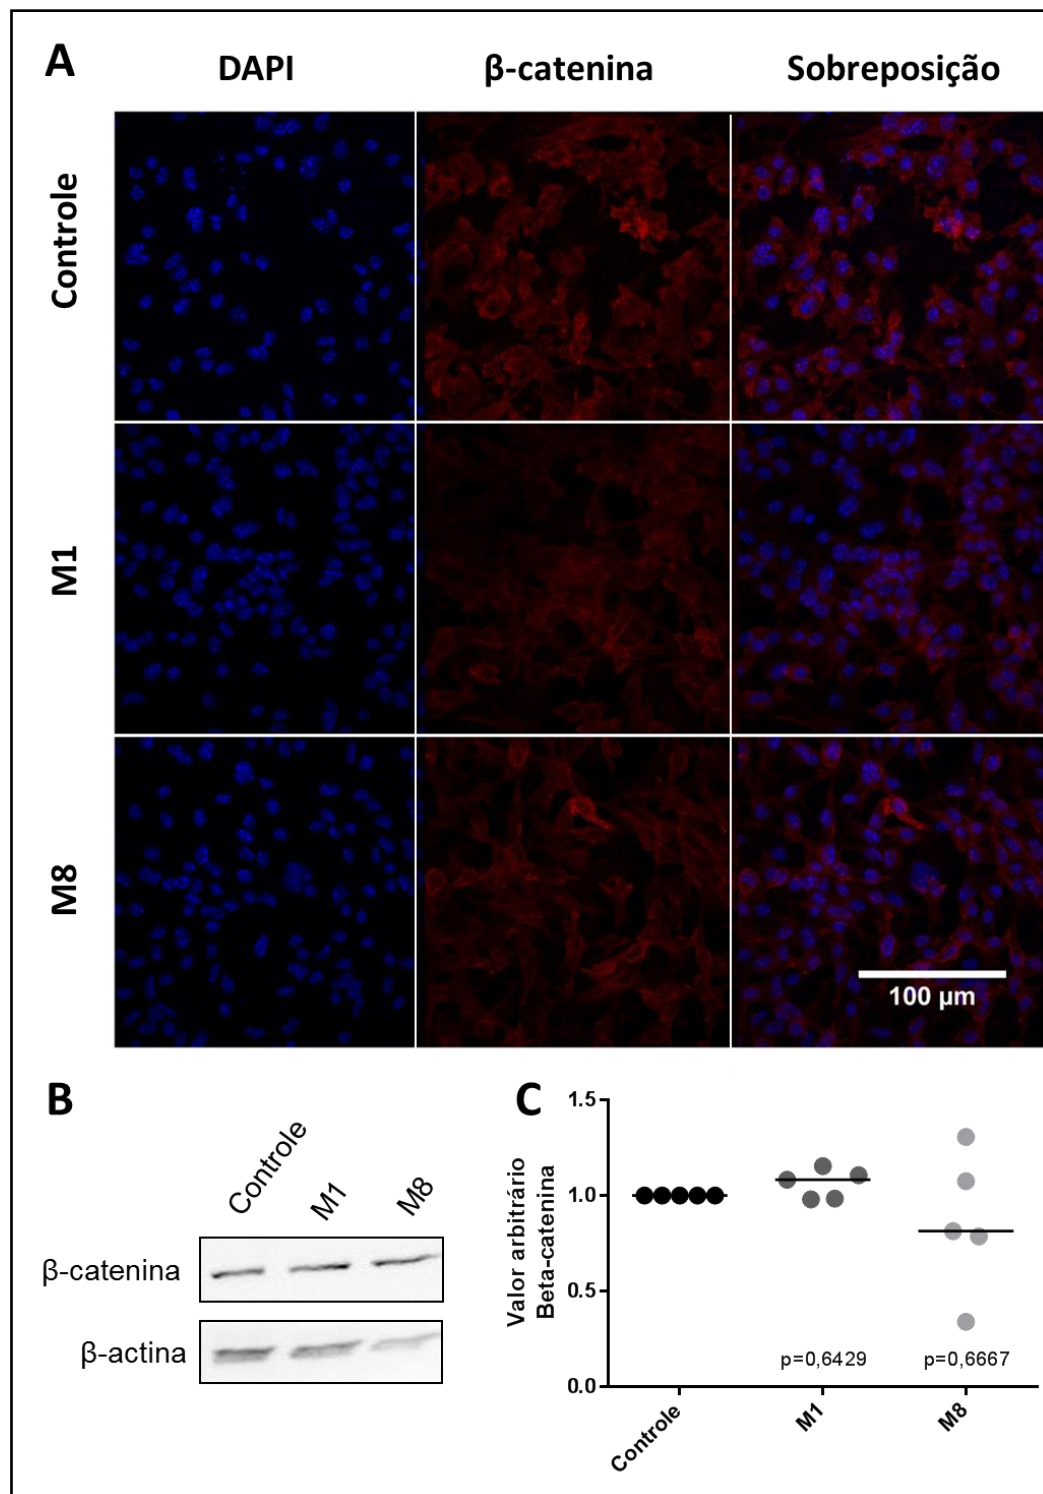 A
DAPI
β-catenina
Sobreposição
Controle
M1
M8
100 µm
B
Controle
M1
M8
β-catenina
β-actina
C
Valor arbitrário
Beta-catenina
1.5
1.0
0.5
0.0
p=0,6429
p=0,6667
Controle
M1
M8